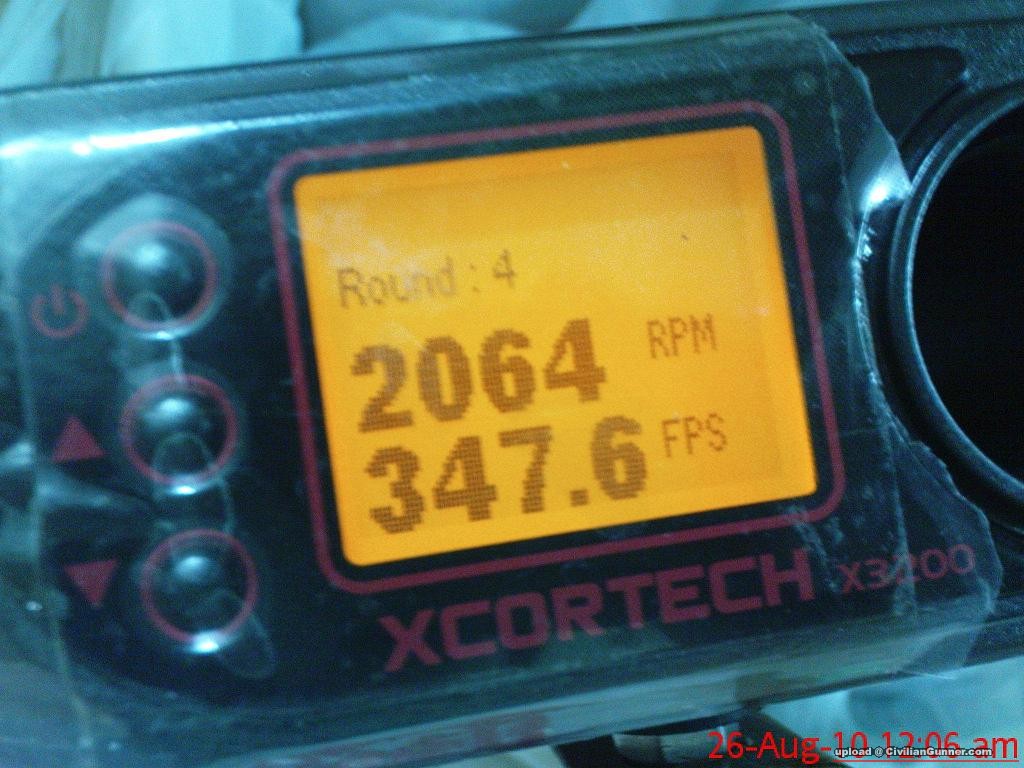 Round : 4
2064 RPM
347.6 FPS
XCORTECH X3200
26-Aug-10 12:06 am
upload @ CivilianGunner.com